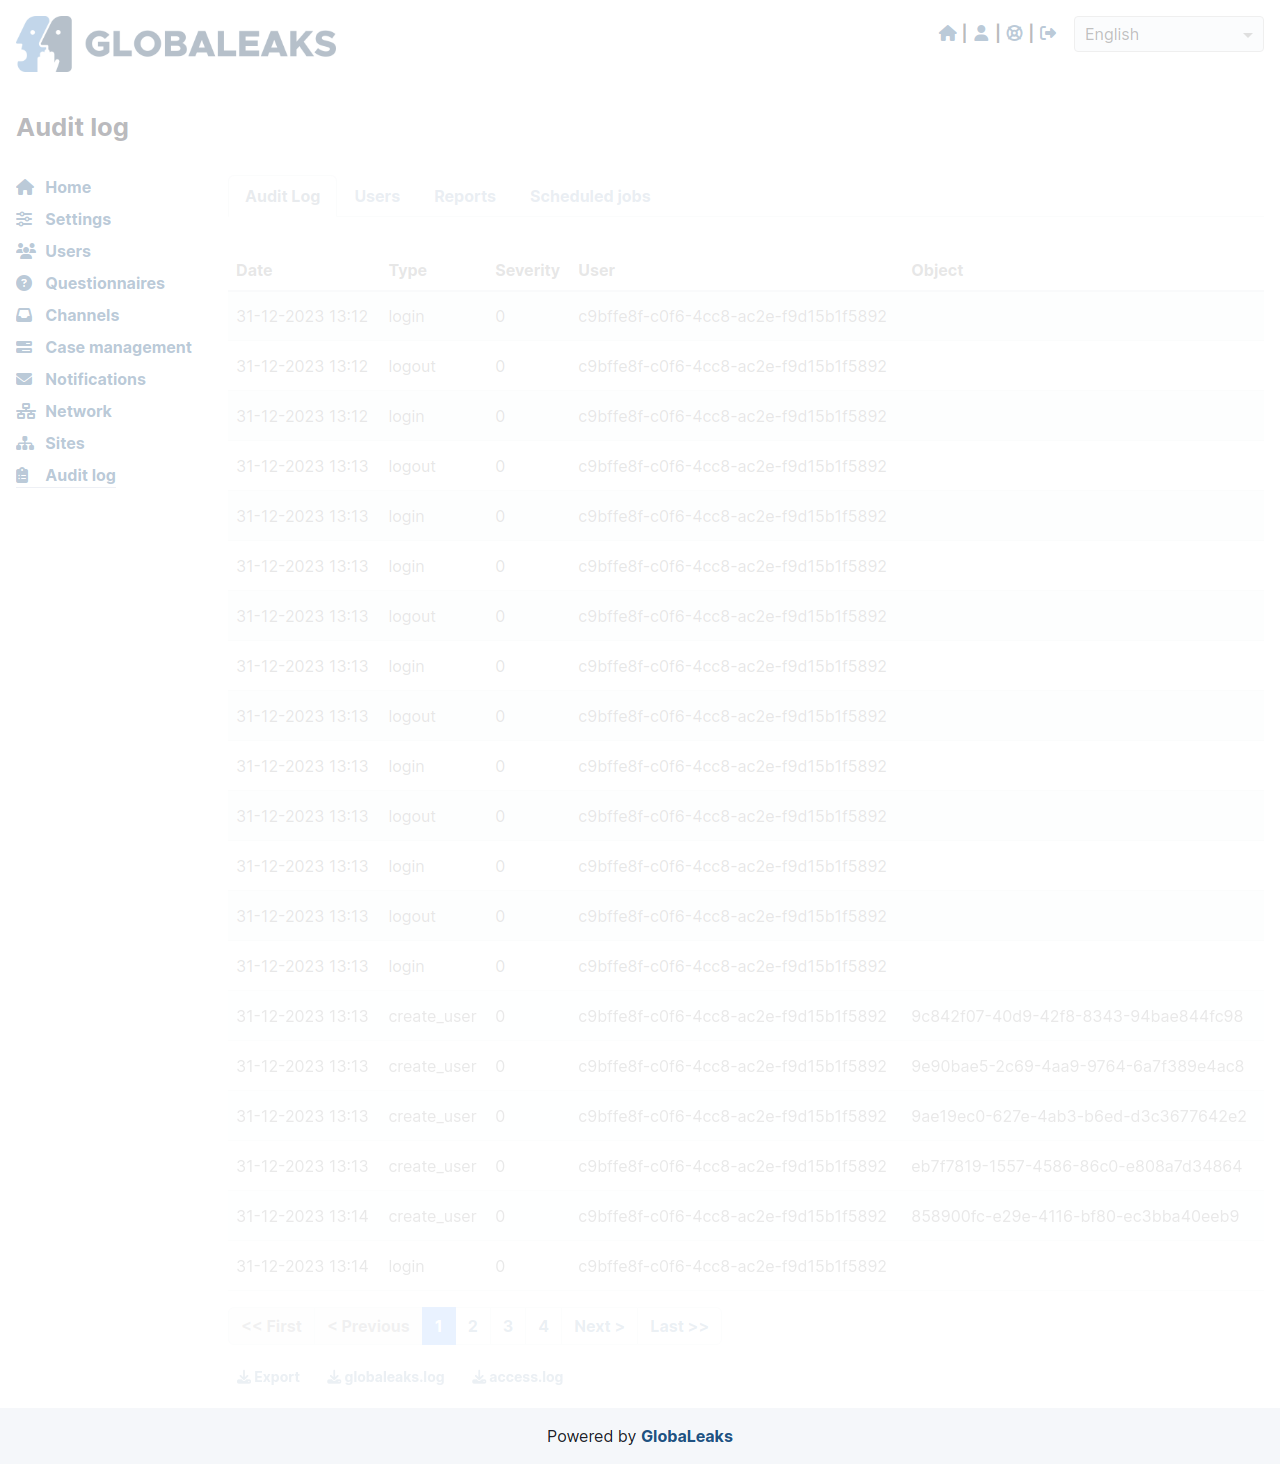 GLOBALEAKS
| | | English
Audit log
Home
Settings
Users
Questionnaires
Channels
Case management
Notifications
Network
Sites
Audit log
Audit Log Users Reports Scheduled jobs
Date Type Severity User Object
31-12-2023 13:12 login 0 c9bffe8f-c0f6-4cc8-ac2e-f9d15b1f5892
31-12-2023 13:12 logout 0 c9bffe8f-c0f6-4cc8-ac2e-f9d15b1f5892
31-12-2023 13:12 login 0 c9bffe8f-c0f6-4cc8-ac2e-f9d15b1f5892
31-12-2023 13:13 logout 0 c9bffe8f-c0f6-4cc8-ac2e-f9d15b1f5892
31-12-2023 13:13 login 0 c9bffe8f-c0f6-4cc8-ac2e-f9d15b1f5892
31-12-2023 13:13 login 0 c9bffe8f-c0f6-4cc8-ac2e-f9d15b1f5892
31-12-2023 13:13 logout 0 c9bffe8f-c0f6-4cc8-ac2e-f9d15b1f5892
31-12-2023 13:13 login 0 c9bffe8f-c0f6-4cc8-ac2e-f9d15b1f5892
31-12-2023 13:13 logout 0 c9bffe8f-c0f6-4cc8-ac2e-f9d15b1f5892
31-12-2023 13:13 login 0 c9bffe8f-c0f6-4cc8-ac2e-f9d15b1f5892
31-12-2023 13:13 logout 0 c9bffe8f-c0f6-4cc8-ac2e-f9d15b1f5892
31-12-2023 13:13 login 0 c9bffe8f-c0f6-4cc8-ac2e-f9d15b1f5892
31-12-2023 13:13 logout 0 c9bffe8f-c0f6-4cc8-ac2e-f9d15b1f5892
31-12-2023 13:13 login 0 c9bffe8f-c0f6-4cc8-ac2e-f9d15b1f5892
31-12-2023 13:13 create_user 0 c9bffe8f-c0f6-4cc8-ac2e-f9d15b1f5892 9c842f07-40d9-42f8-8343-94bae844fc98
31-12-2023 13:13 create_user 0 c9bffe8f-c0f6-4cc8-ac2e-f9d15b1f5892 9e90bae5-2c69-4aa9-9764-6a7f389e4ac8
31-12-2023 13:13 create_user 0 c9bffe8f-c0f6-4cc8-ac2e-f9d15b1f5892 9ae19ec0-627e-4ab3-b6ed-d3c3677642e2
31-12-2023 13:13 create_user 0 c9bffe8f-c0f6-4cc8-ac2e-f9d15b1f5892 eb7f7819-1557-4586-86c0-e808a7d34864
31-12-2023 13:14 create_user 0 c9bffe8f-c0f6-4cc8-ac2e-f9d15b1f5892 858900fc-e29e-4116-bf80-ec3bba40eeb9
31-12-2023 13:14 login 0 c9bffe8f-c0f6-4cc8-ac2e-f9d15b1f5892
<< First < Previous 1 2 3 4 Next > Last >>
Export globaleaks.log access.log
Powered by GlobaLeaks